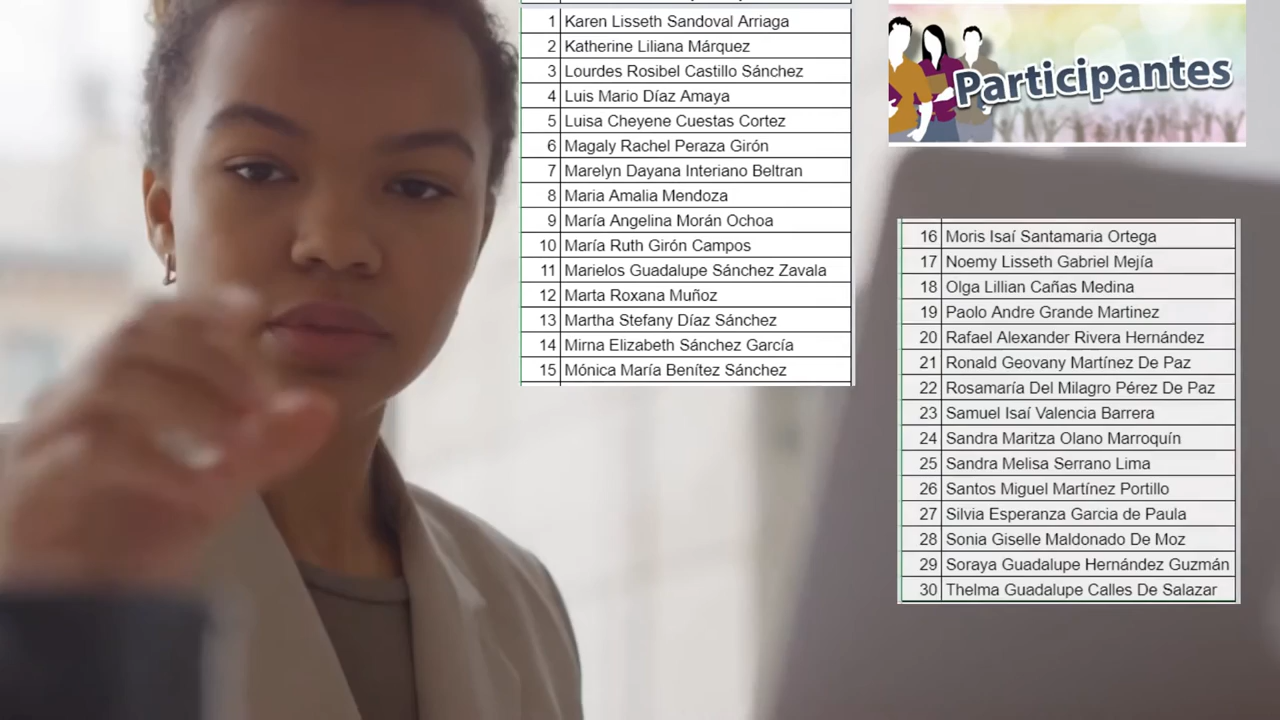 1 Karen Lisseth Sandoval Arriaga
2 Katherine Liliana Márquez
3 Lourdes Rosibel Castillo Sánchez
4 Luis Mario Díaz Amaya
5 Luisa Cheyene Cuestas Cortez
6 Magaly Rachel Peraza Girón
7 Marelyn Dayana Interiano Beltran
8 Maria Amalia Mendoza
9 María Angelina Morán Ochoa
10 María Ruth Girón Campos
11 Marielos Guadalupe Sánchez Zavala
12 Marta Roxana Muñoz
13 Martha Stefany Díaz Sánchez
14 Mirna Elizabeth Sánchez García
15 Mónica María Benítez Sánchez
Participantes
16 Moris Isaí Santamaria Ortega
17 Noemy Lisseth Gabriel Mejía
18 Olga Lillian Cañas Medina
19 Paolo Andre Grande Martinez
20 Rafael Alexander Rivera Hernández
21 Ronald Geovany Martínez De Paz
22 Rosamaría Del Milagro Pérez De Paz
23 Samuel Isaí Valencia Barrera
24 Sandra Maritza Olano Marroquín
25 Sandra Melisa Serrano Lima
26 Santos Miguel Martínez Portillo
27 Silvia Esperanza Garcia de Paula
28 Sonia Giselle Maldonado De Moz
29 Soraya Guadalupe Hernández Guzmán
30 Thelma Guadalupe Calles De Salazar